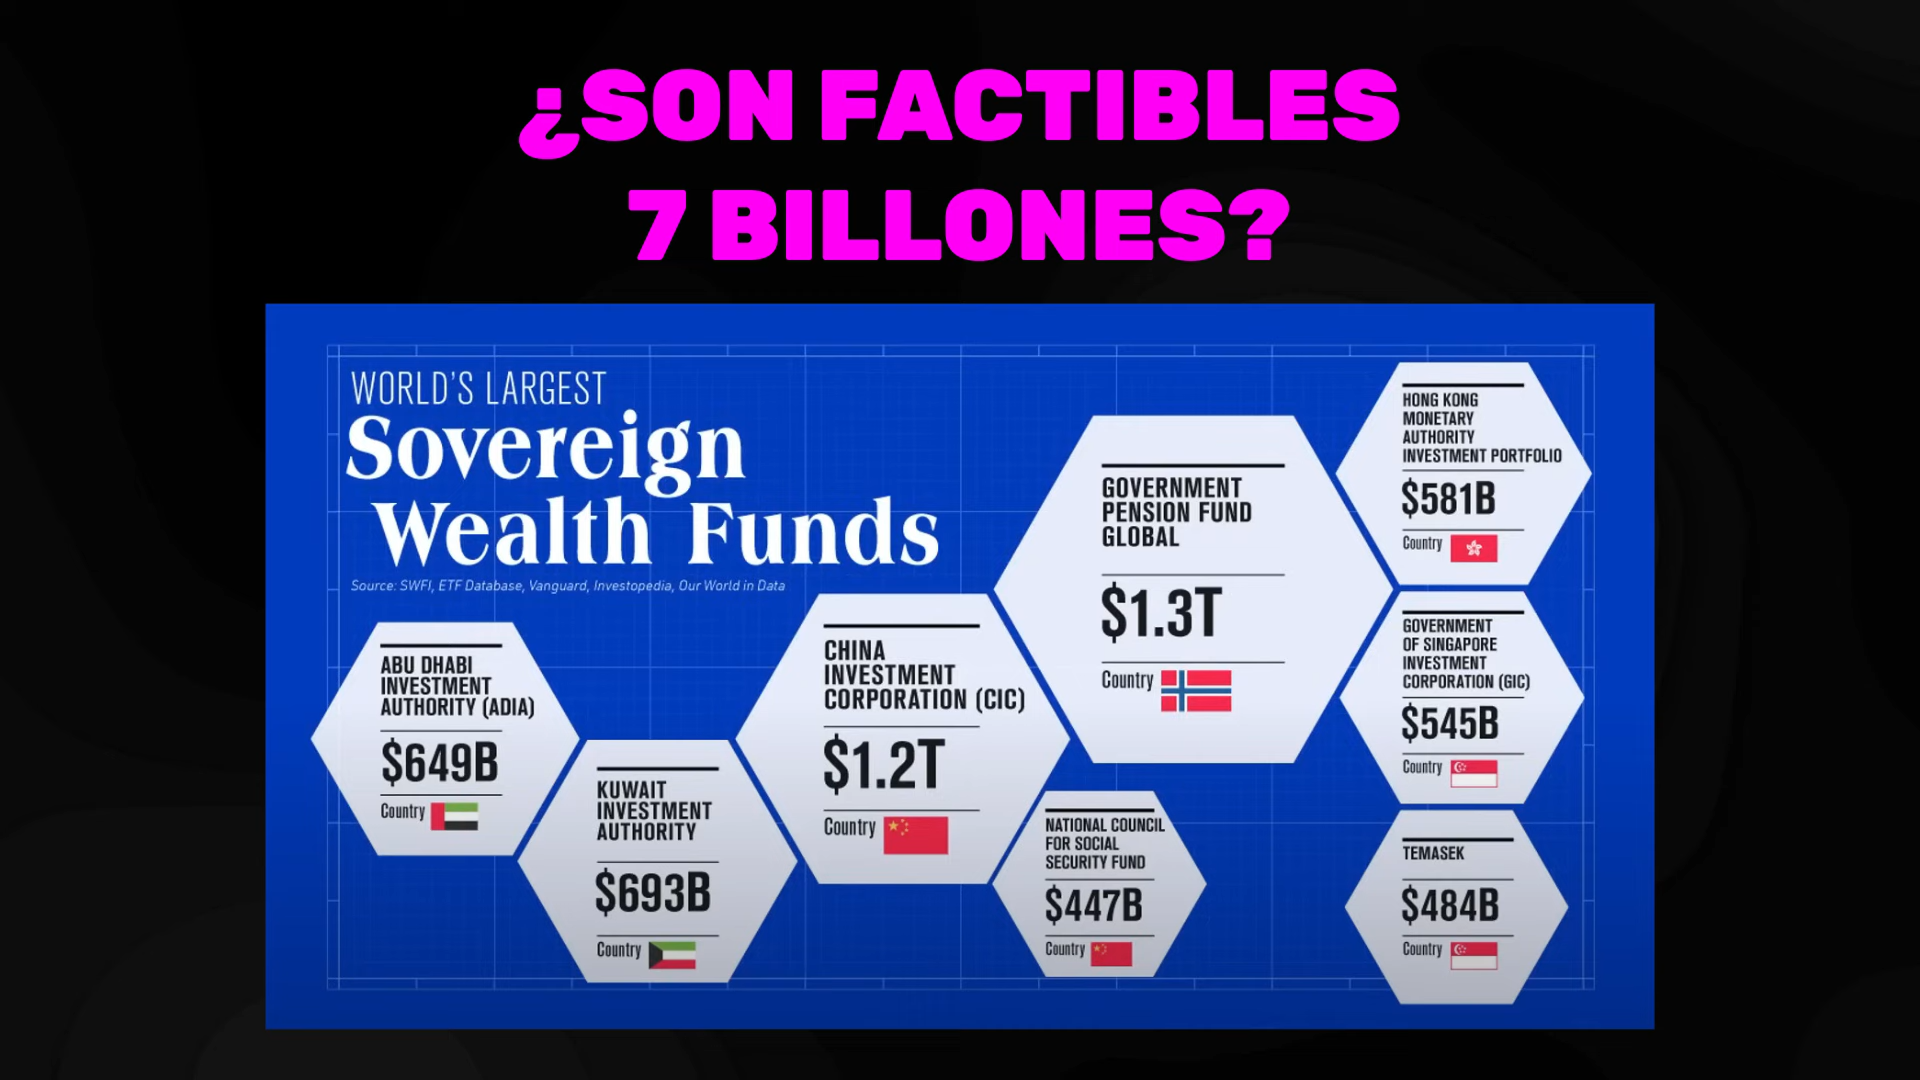 ¿SON FACTIBLES
7 BILLONES?
WORLD'S LARGEST
Sovereign
Wealth Funds
Source: SWFI, ETF Database, Vanguard, Investopedia, Our World in Data
ABU DHABI
INVESTMENT
AUTHORITY (ADIA)
$649B
Country
KUWAIT
INVESTMENT
AUTHORITY
$693B
Country
CHINA
INVESTMENT
CORPORATION (CIC)
$1.2T
Country
GOVERNMENT
PENSION FUND
GLOBAL
$1.3T
Country
NATIONAL COUNCIL
FOR SOCIAL
SECURITY FUND
$447B
Country
HONG KONG
MONETARY
AUTHORITY
INVESTMENT PORTFOLIO
$581B
Country
GOVERNMENT
OF SINGAPORE
INVESTMENT
CORPORATION (GIC)
$545B
Country
TEMASEK
$484B
Country